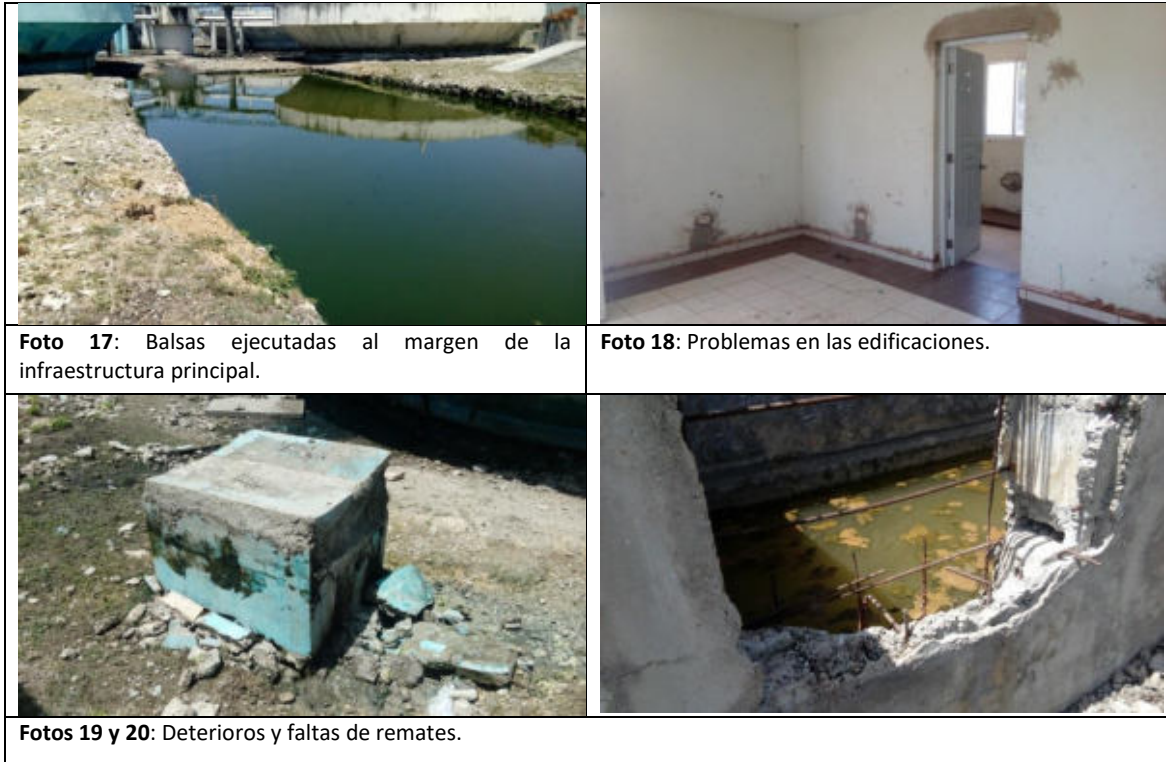 Foto 17: Balsas ejecutadas al margen de la
infraestructura principal.
Foto 18: Problemas en las edificaciones.
Fotos 19 y 20: Deterioros y faltas de remates.